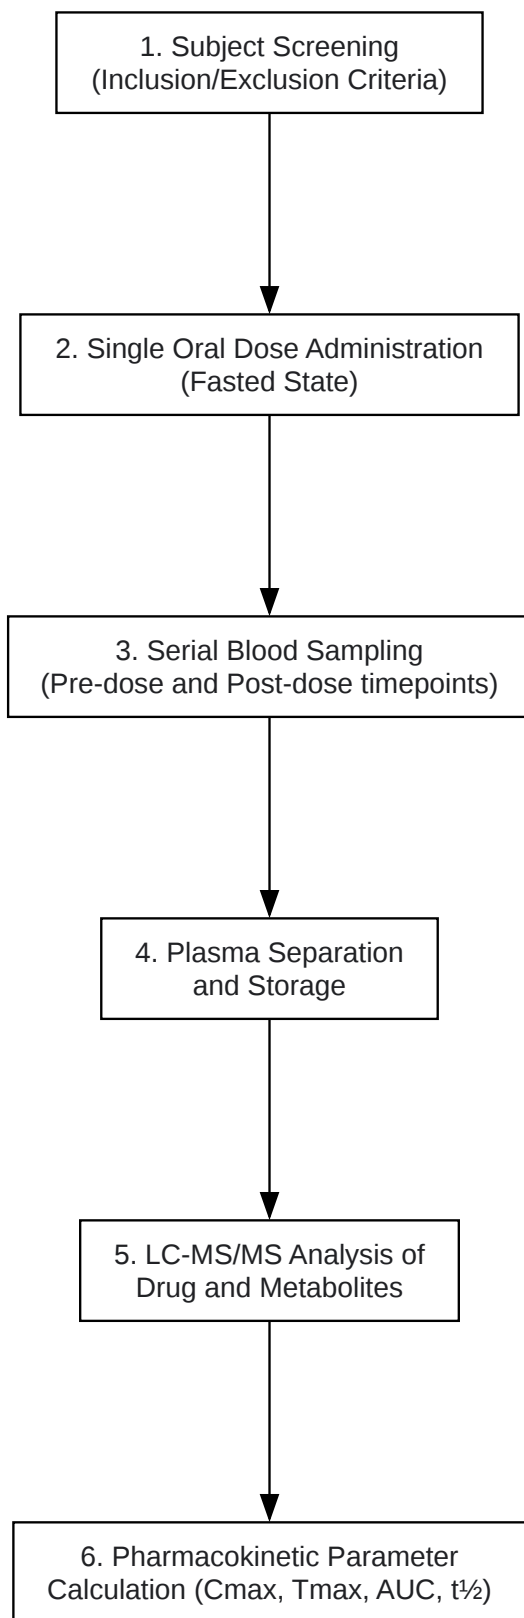 1. Subject Screening
(Inclusion/Exclusion Criteria)
2. Single Oral Dose Administration
(Fasted State)
3. Serial Blood Sampling
(Pre-dose and Post-dose timepoints)
4. Plasma Separation
and Storage
5. LC-MS/MS Analysis of
Drug and Metabolites
6. Pharmacokinetic Parameter
Calculation (Cmax, Tmax, AUC, t½)